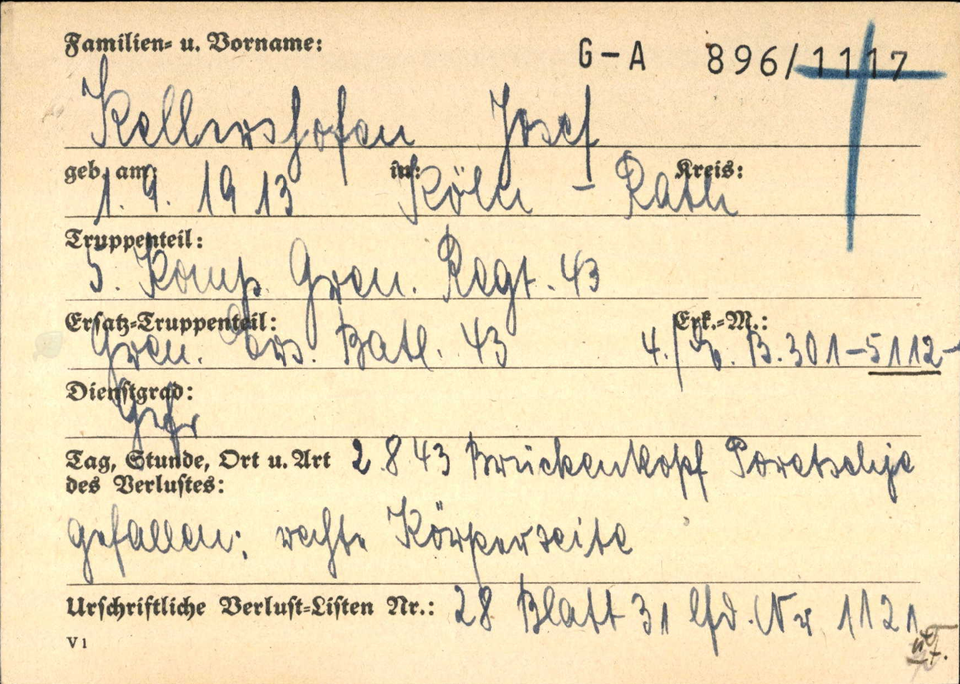 Familien- u. Vorname:
G-A 896/1117
Kellershofen Josef
geb. am: in: Kreis:
1. 9. 1913 Köln - Rath
Truppenteil:
5. Komp. Gren. Regt. 43
Ersatz-Truppenteil: Erk.-M.:
Gren. Ers. Batl. 43 4./ B. 301-5112-
Dienstgrad:
Gefr
Tag, Stunde, Ort u. Art 2 8 43 Brückenkopf Poretschje
des Verlustes:
gefallen; rechte Körperseite
Urschriftliche Verlust-Listen Nr.: 28 Blatt 31 lfd. Nr 1121
V1